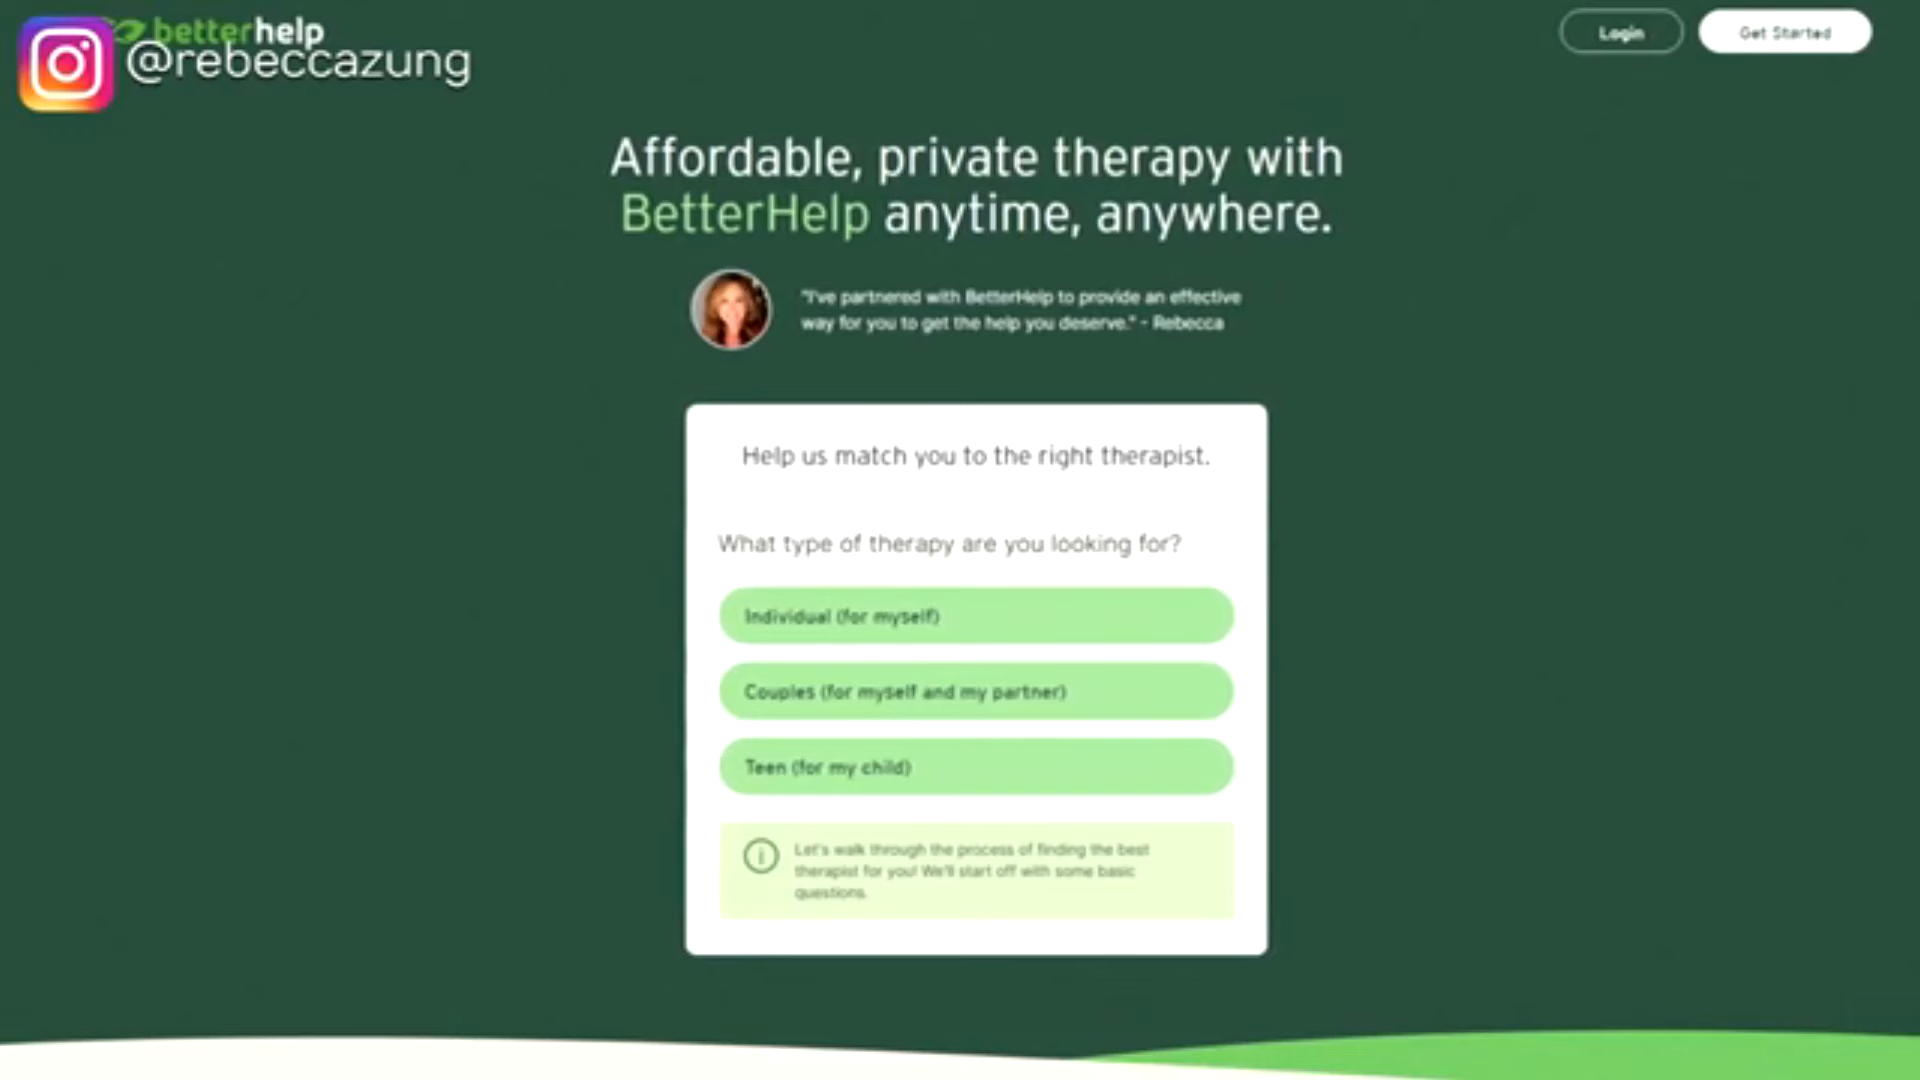 betterhelp
@rebeccazung
Login
Get Started
Affordable, private therapy with
BetterHelp anytime, anywhere.
"I've partnered with BetterHelp to provide an effective
way for you to get the help you deserve." - Rebecca
Help us match you to the right therapist.
What type of therapy are you looking for?
Individual (for myself)
Couples (for myself and my partner)
Teen (for my child)
Let's walk through the process of finding the best
therapist for you! We'll start off with some basic
questions.